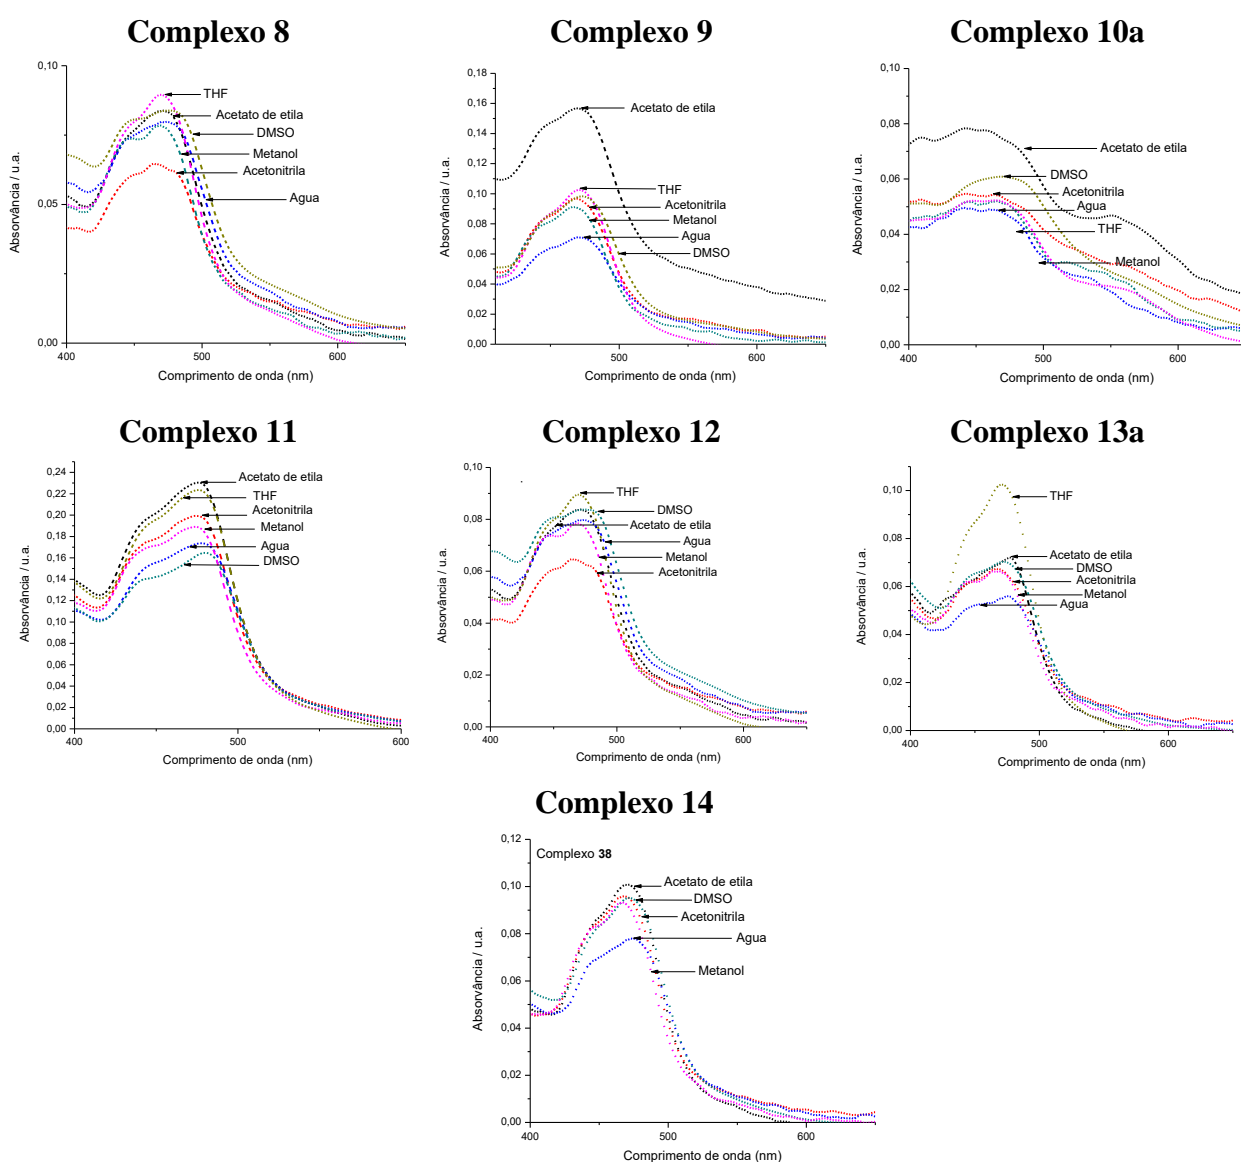 Complexo 8
Complexo 9
Complexo 10a
0,10
0,05
0,00
400
500
600
Absorvância / u.a.
Comprimento de onda (nm)
THF
Acetato de etila
DMSO
Metanol
Acetonitrila
Agua
0,18
0,16
0,14
0,12
0,10
0,08
0,06
0,04
0,02
0,00
500
600
Absorvância / u.a.
Comprimento de onda (nm)
Acetato de etila
THF
Acetonitrila
Metanol
Agua
DMSO
0,10
0,08
0,06
0,04
0,02
0,00
400
500
600
Absorvância / u.a.
Comprimento de onda (nm)
Acetato de etila
DMSO
Acetonitrila
Agua
THF
Metanol
Complexo 11
Complexo 12
Complexo 13a
0,24
0,22
0,20
0,18
0,16
0,14
0,12
0,10
0,08
0,06
0,04
0,02
0,00
400
500
600
Absorvância / u.a.
Comprimento de onda (nm)
Acetato de etila
THF
Acetonitrila
Metanol
Agua
DMSO
0,10
0,08
0,06
0,04
0,02
0,00
400
500
600
Absorvância / u.a.
Comprimento de onda (nm)
THF
DMSO
Acetato de etila
Agua
Metanol
Acetonitrila
0,10
0,08
0,06
0,04
0,02
0,00
400
500
600
Absorvância / u.a.
Comprimento de onda (nm)
THF
Acetato de etila
DMSO
Acetonitrila
Metanol
Agua
Complexo 14
0,12
0,10
0,08
0,06
0,04
0,02
0,00
400
500
600
Absorvância / u.a.
Comprimento de onda (nm)
Complexo 38
Acetato de etila
DMSO
Acetonitrila
Agua
Metanol